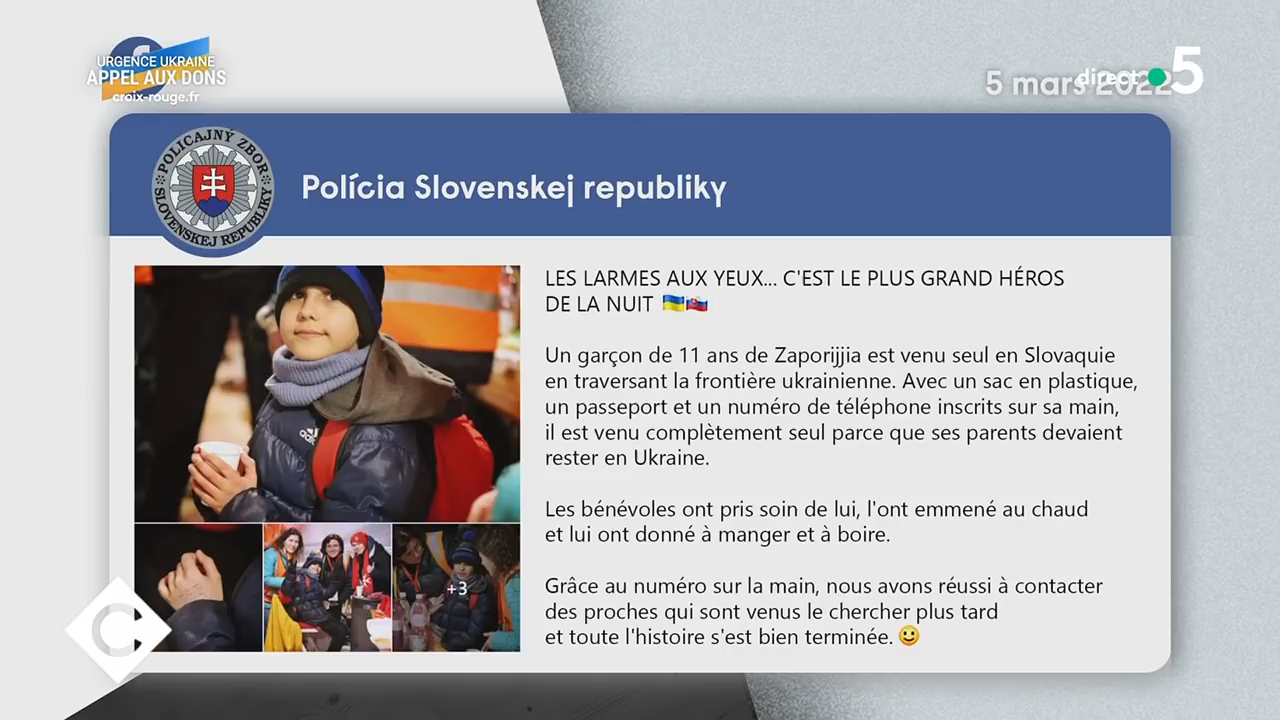 URGENCE UKRAINE
APPEL AUX DONS
croix-rouge.fr
5 mars 2022
direct 5
POLICAJNÝ ZBOR
SLOVENSKEJ REPUBLIKY
Polícia Slovenskej republiky
LES LARMES AUX YEUX... C'EST LE PLUS GRAND HÉROS
DE LA NUIT 🇺🇦🇸🇰
Un garçon de 11 ans de Zaporijjia est venu seul en Slovaquie
en traversant la frontière ukrainienne. Avec un sac en plastique,
un passeport et un numéro de téléphone inscrits sur sa main,
il est venu complètement seul parce que ses parents devaient
rester en Ukraine.
Les bénévoles ont pris soin de lui, l'ont emmené au chaud
et lui ont donné à manger et à boire.
Grâce au numéro sur la main, nous avons réussi à contacter
des proches qui sont venus le chercher plus tard
et toute l'histoire s'est bien terminée. 😀
adidas
+3
C